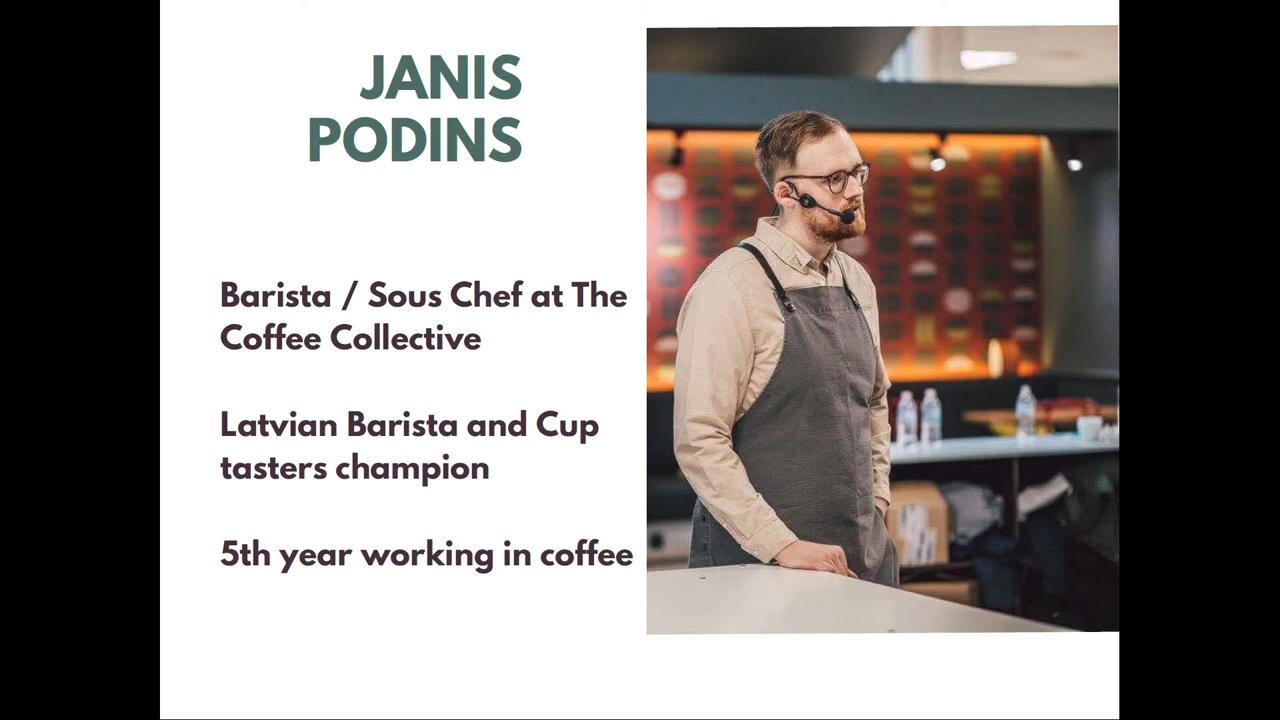 JANIS
PODINS
Barista / Sous Chef at The
Coffee Collective
Latvian Barista and Cup
tasters champion
5th year working in coffee